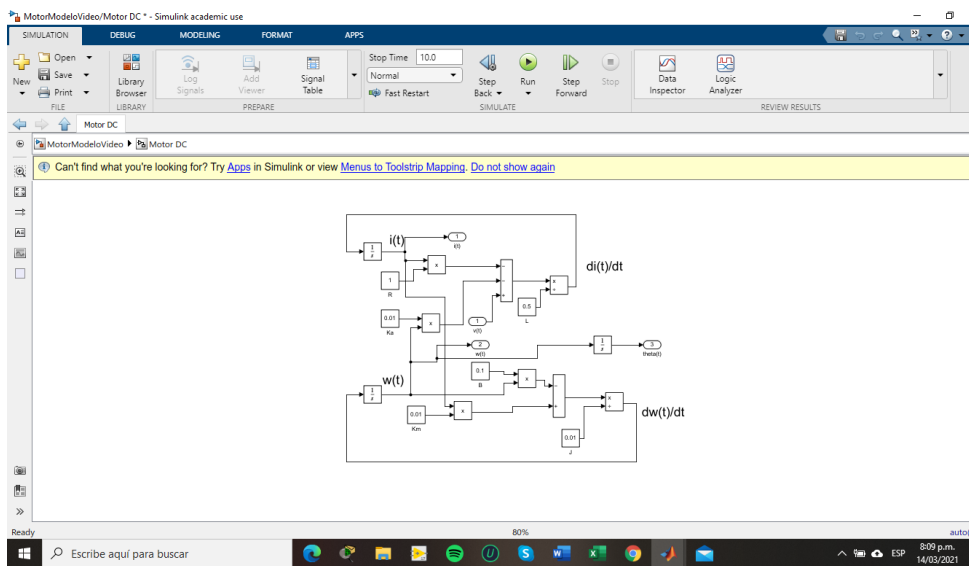 MotorModeloVideo/Motor DC * - Simulink academic use
SIMULATION DEBUG MODELING FORMAT APPS
New
Open
Save
Print
FILE
Library Browser
LIBRARY
Log Signals
Add Viewer
Signal Table
PREPARE
Stop Time 10.0
Normal
Fast Restart
Step Back
Run
Step Forward
Stop
SIMULATE
Data Inspector
Logic Analyzer
REVIEW RESULTS
Motor DC
MotorModeloVideo Motor DC
Can't find what you're looking for? Try Apps in Simulink or view Menus to Toolstrip Mapping. Do not show again
1
s
i(t)
1
i(t)
x
1
R
-
-
+
x
÷
di(t)/dt
0.5
L
0.01
Ka
x
1
v(t)
2
w(t)
1
s
3
theta(t)
w(t)
1
s
0.1
B
x
-
+
x
÷
dw(t)/dt
0.01
Km
x
0.01
J
Ready
80%
auto(
Escribe aquí para buscar
ESP
8:09 p.m.
14/03/2021